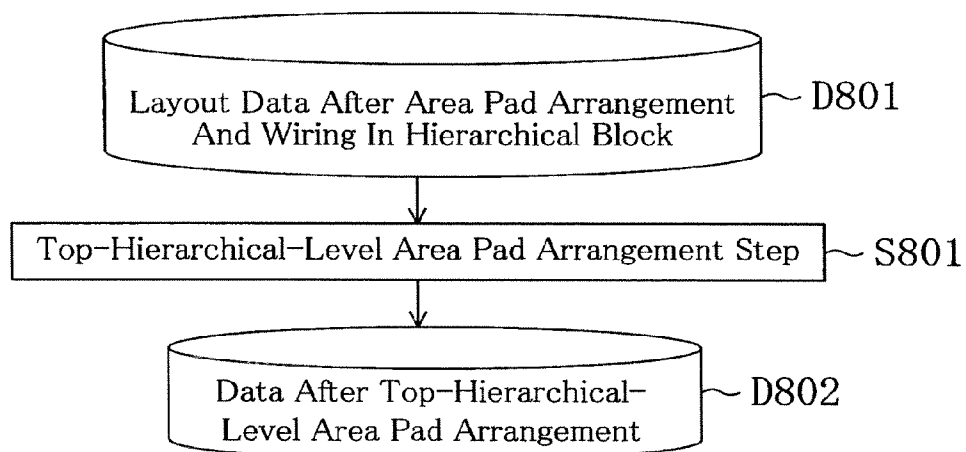 Layout Data After Area Pad Arrangement
And Wiring In Hierarchical Block
D801
Top-Hierarchical-Level Area Pad Arrangement Step
S801
Data After Top-Hierarchical-
Level Area Pad Arrangement
D802